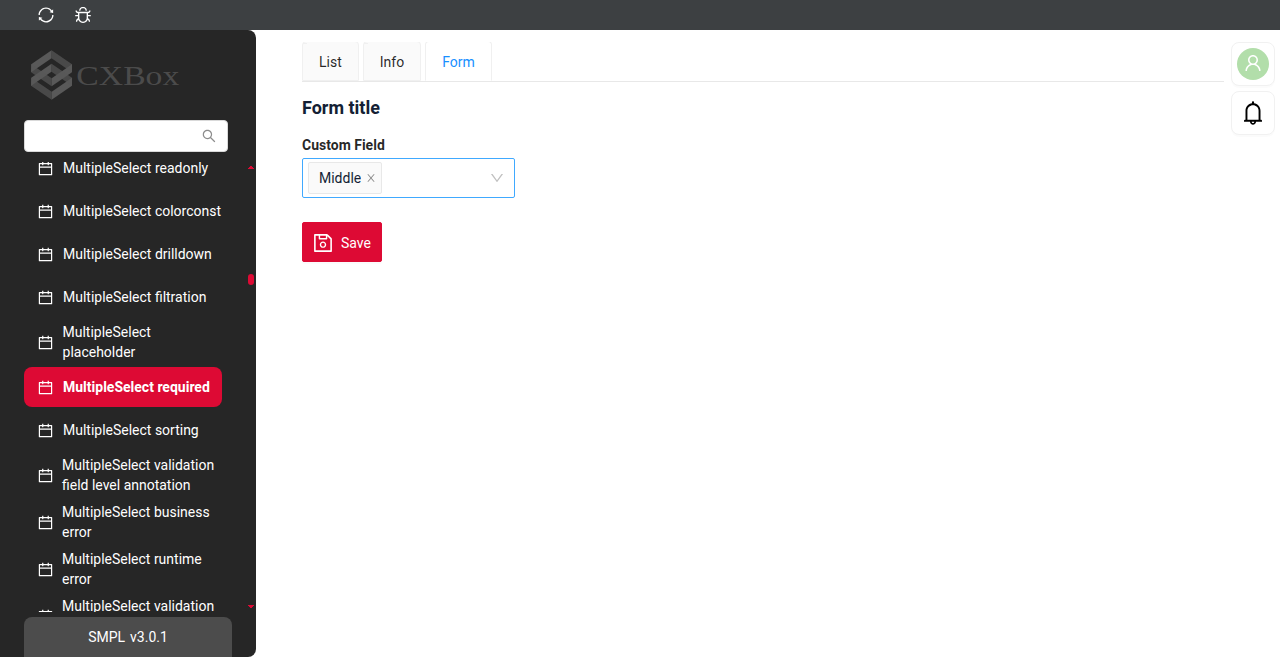 CXBox
MultipleSelect readonly
MultipleSelect colorconst
MultipleSelect drilldown
MultipleSelect filtration
MultipleSelect
placeholder
MultipleSelect required
MultipleSelect sorting
MultipleSelect validation
field level annotation
MultipleSelect business
error
MultipleSelect runtime
error
MultipleSelect validation
SMPL v3.0.1
List
Info
Form
Form title
Custom Field
Middle
Save